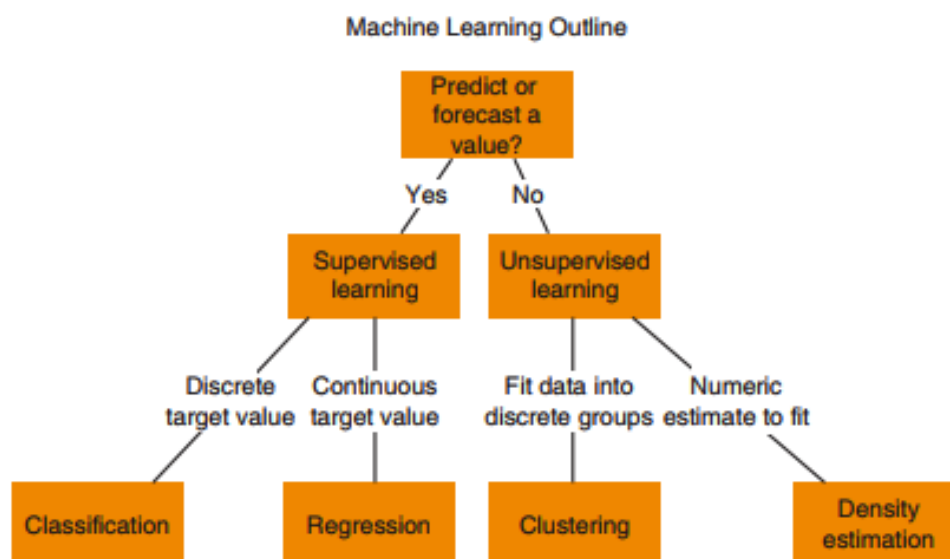 Machine Learning Outline
Predict or
forecast a
value?
Yes
No
Supervised
learning
Unsupervised
learning
Discrete
target value
Continuous
target value
Fit data into
discrete groups
Numeric
estimate to fit
Classification
Regression
Clustering
Density
estimation